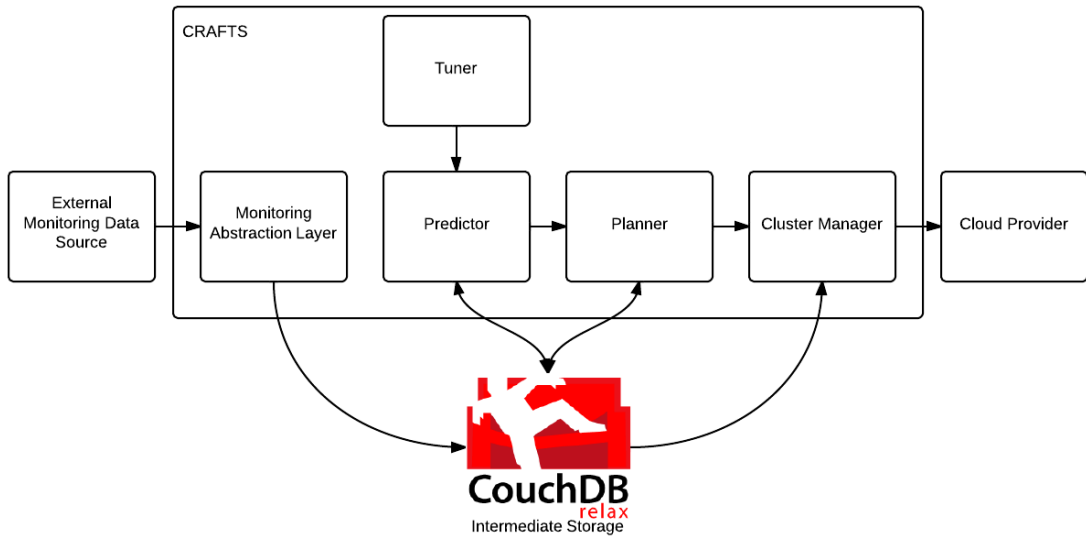 CRAFTS
Tuner
External
Monitoring Data
Source
Monitoring
Abstraction Layer
Predictor
Planner
Cluster Manager
Cloud Provider
CouchDB
relax
Intermediate Storage